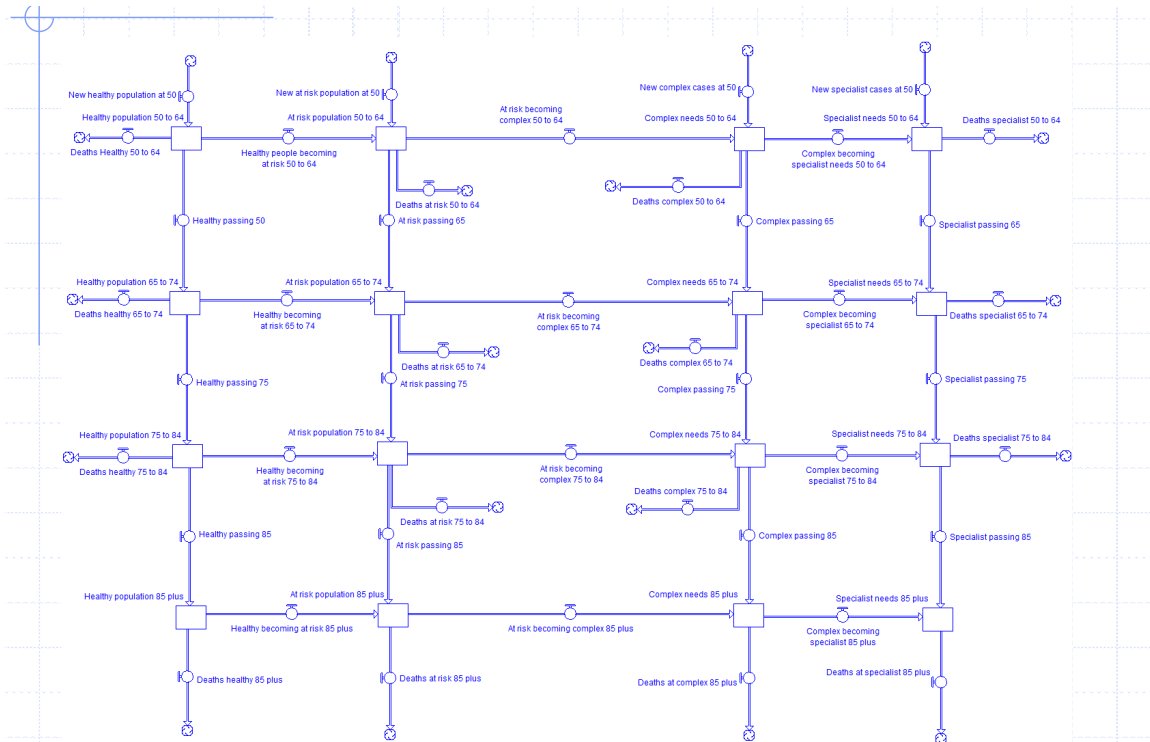 New healthy population at 50
New at risk population at 50
New complex cases at 50
New specialist cases at 50
Healthy population 50 to 64
At risk population 50 to 64
At risk becoming
complex 50 to 64
Complex needs 50 to 64
Specialist needs 50 to 64
Deaths specialist 50 to 64
Deaths Healthy 50 to 64
Healthy people becoming
at risk 50 to 64
Complex becoming
specialist needs 50 to 64
Deaths at risk 50 to 64
Deaths complex 50 to 64
Healthy passing 50
At risk passing 65
Complex passing 65
Specialist passing 65
Healthy population 65 to 74
At risk population 65 to 74
Complex needs 65 to 74
Specialist needs 65 to 74
Deaths healthy 65 to 74
Healthy becoming
at risk 65 to 74
At risk becoming
complex 65 to 74
Complex becoming
specialist 65 to 74
Deaths specialist 65 to 74
Deaths at risk 65 to 74
Deaths complex 65 to 74
Healthy passing 75
At risk passing 75
Complex passing 75
Specialist passing 75
Healthy population 75 to 84
At risk population 75 to 84
Complex needs 75 to 84
Specialist needs 75 to 84
Deaths specialist 75 to 84
Deaths healthy 75 to 84
Healthy becoming
at risk 75 to 84
At risk becoming
complex 75 to 84
Complex becoming
specialist 75 to 84
Deaths at risk 75 to 84
Deaths complex 75 to 84
Healthy passing 85
At risk passing 85
Complex passing 85
Specialist passing 85
Healthy population 85 plus
At risk population 85 plus
Complex needs 85 plus
Specialist needs 85 plus
Healthy becoming at risk 85 plus
At risk becoming complex 85 plus
Complex becoming
specialist 85 plus
Deaths healthy 85 plus
Deaths at risk 85 plus
Deaths at complex 85 plus
Deaths at specialist 85 plus